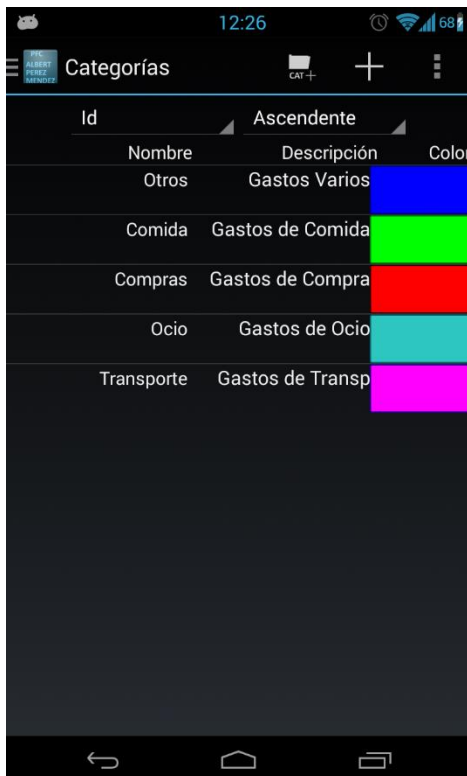 12:26
68
PFC
ALBERT
PEREZ
MENDEZ
Categorías
CAT+
Id Ascendente
Nombre Descripción Color
Otros Gastos Varios
Comida Gastos de Comida
Compras Gastos de Compra
Ocio Gastos de Ocio
Transporte Gastos de Transp